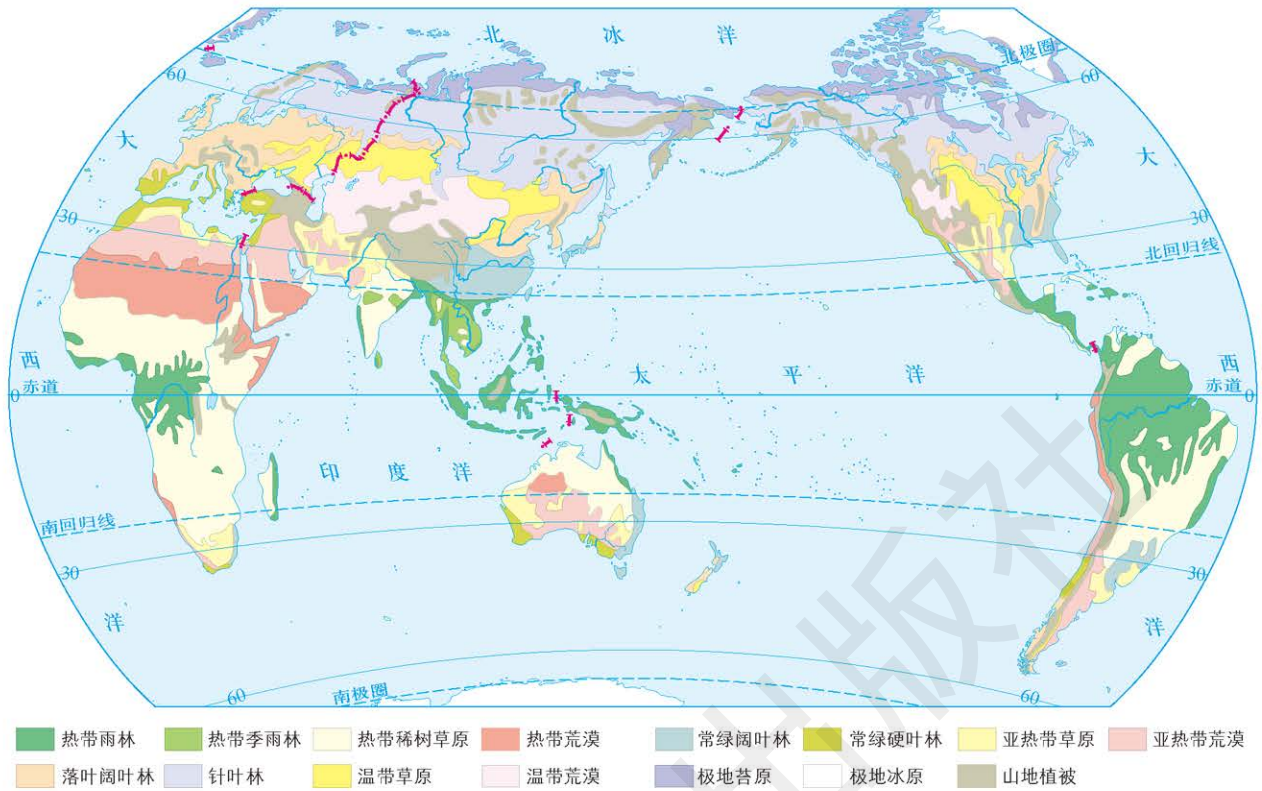 北 冰 洋
北极圈
60
60
大
大
30
30
北回归线
西
赤道
0
太 平 洋
西
赤道
0
印 度 洋
南回归线
30
30
洋
洋
60
南极圈
60
热带雨林 热带季雨林 热带稀树草原 热带荒漠 常绿阔叶林 常绿硬叶林 亚热带草原 亚热带荒漠
落叶阔叶林 针叶林 温带草原 温带荒漠 极地苔原 极地冰原 山地植被
出版社